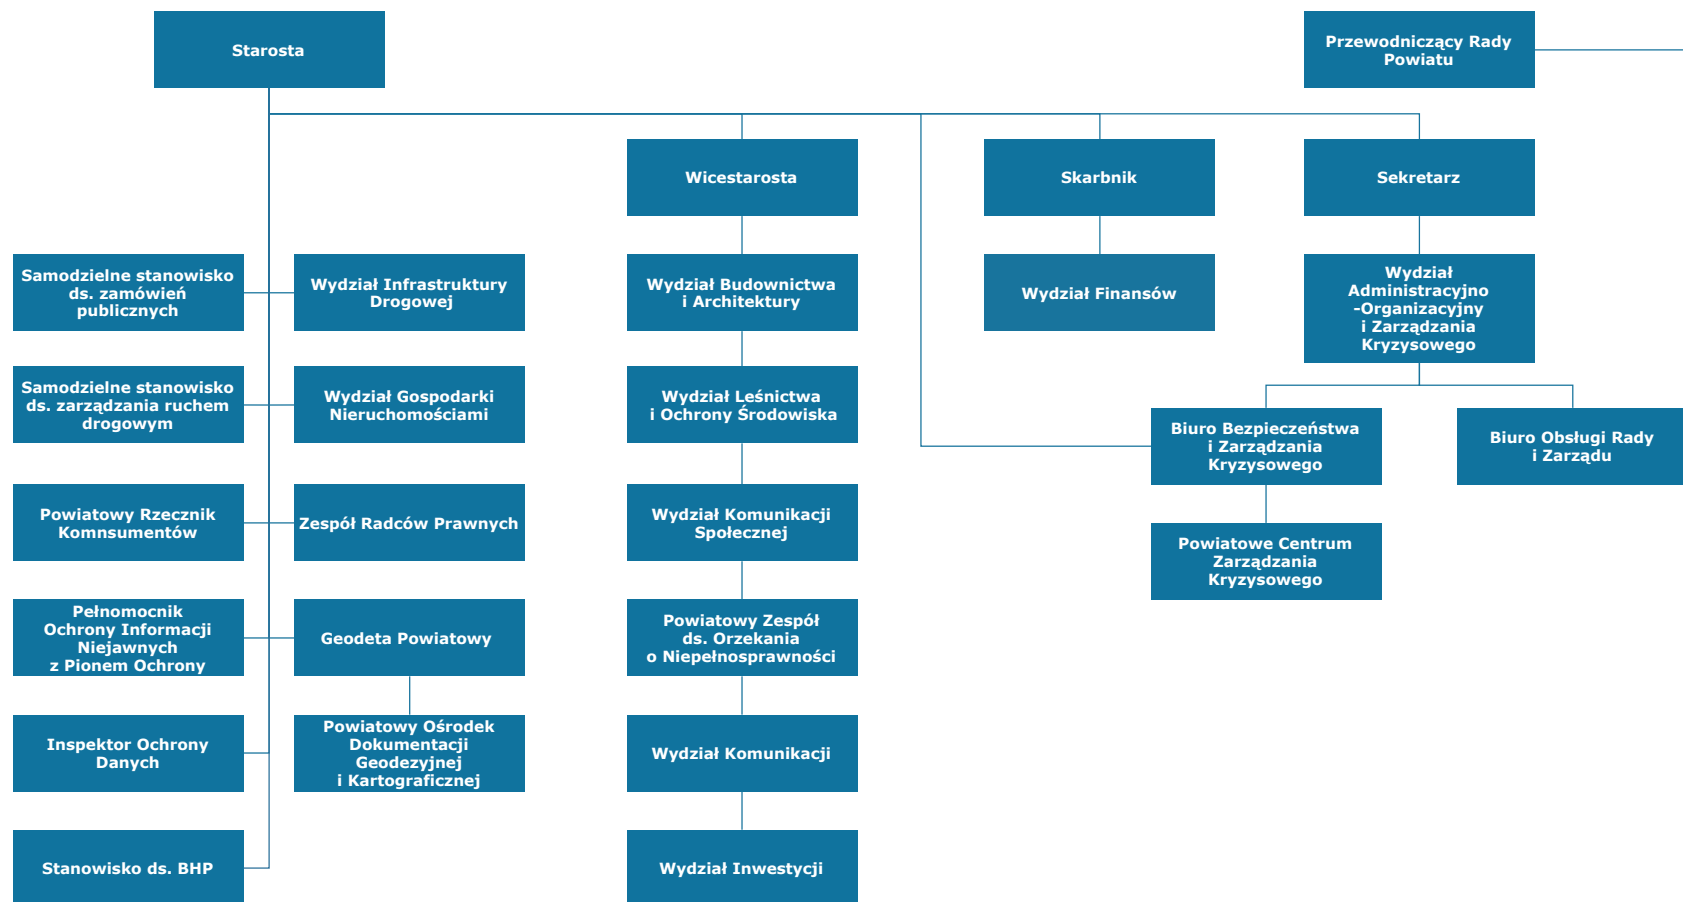 Starosta
Przewodniczący Rady
Powiatu
Wicestarosta
Skarbnik
Sekretarz
Samodzielne stanowisko
ds. zamówień
publicznych
Wydział Infrastruktury
Drogowej
Wydział Budownictwa
i Architektury
Wydział Finansów
Wydział
Administracyjno
-Organizacyjny
i Zarządzania
Kryzysowego
Samodzielne stanowisko
ds. zarządzania ruchem
drogowym
Wydział Gospodarki
Nieruchomościami
Wydział Leśnictwa
i Ochrony Środowiska
Biuro Bezpieczeństwa
i Zarządzania
Kryzysowego
Biuro Obsługi Rady
i Zarządu
Powiatowy Rzecznik
Komnsumentów
Zespół Radców Prawnych
Wydział Komunikacji
Społecznej
Powiatowe Centrum
Zarządzania
Kryzysowego
Pełnomocnik
Ochrony Informacji
Niejawnych
z Pionem Ochrony
Geodeta Powiatowy
Powiatowy Zespół
ds. Orzekania
o Niepełnosprawności
Inspektor Ochrony
Danych
Powiatowy Ośrodek
Dokumentacji
Geodezyjnej
i Kartograficznej
Wydział Komunikacji
Stanowisko ds. BHP
Wydział Inwestycji